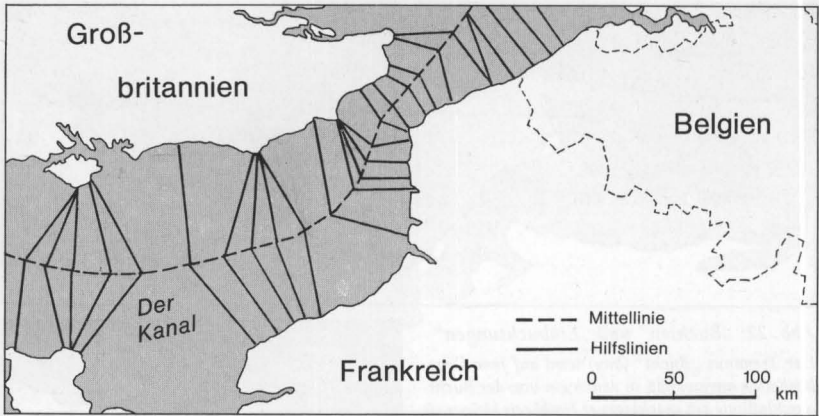 Groß-
britannien
Belgien
Der
Kanal
Mittellinie
Hilfslinien
Frankreich
0 50 100
km